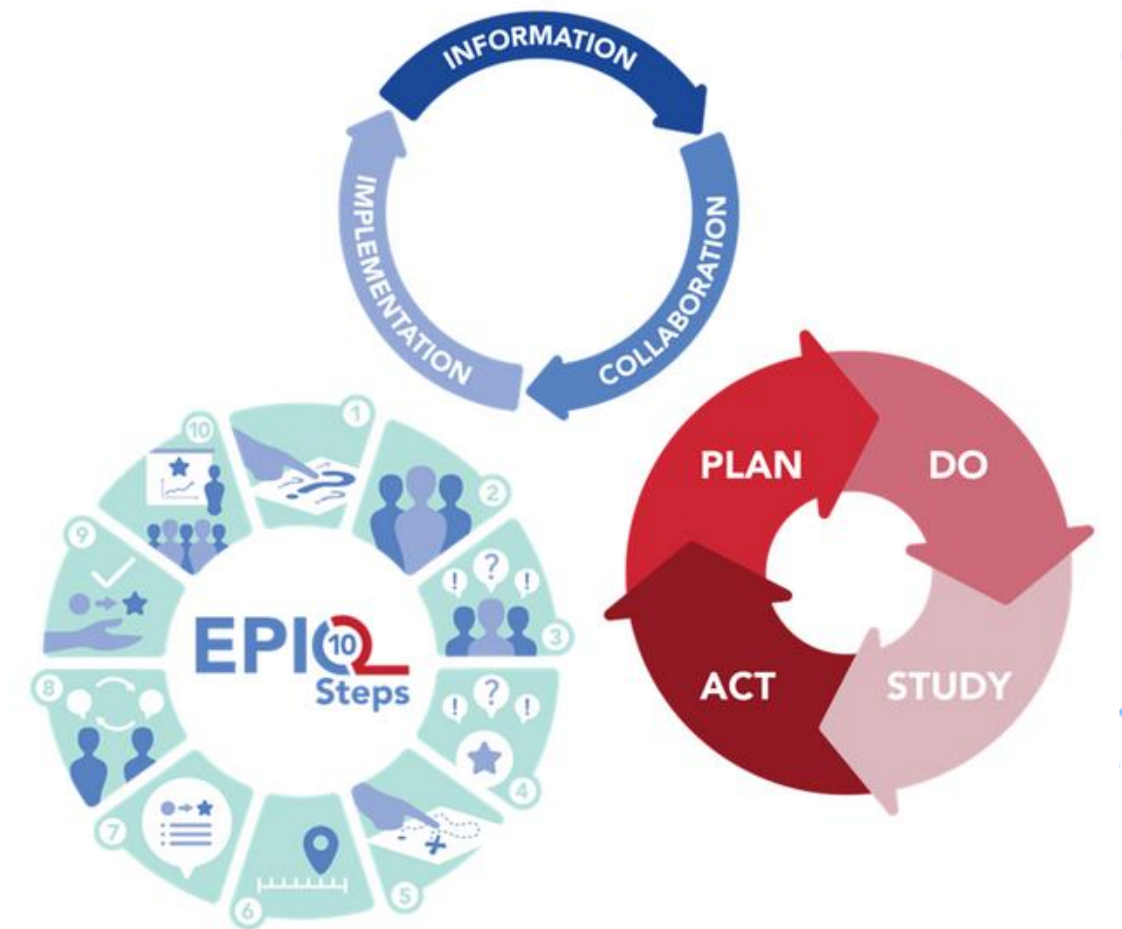 INFORMATION
COLLABORATION
IMPLEMENTATION
PLAN
DO
STUDY
ACT
EPIQ
10
Steps
1
2
3
! ? !
4
! ? !
5
6
7
8
9
10
?